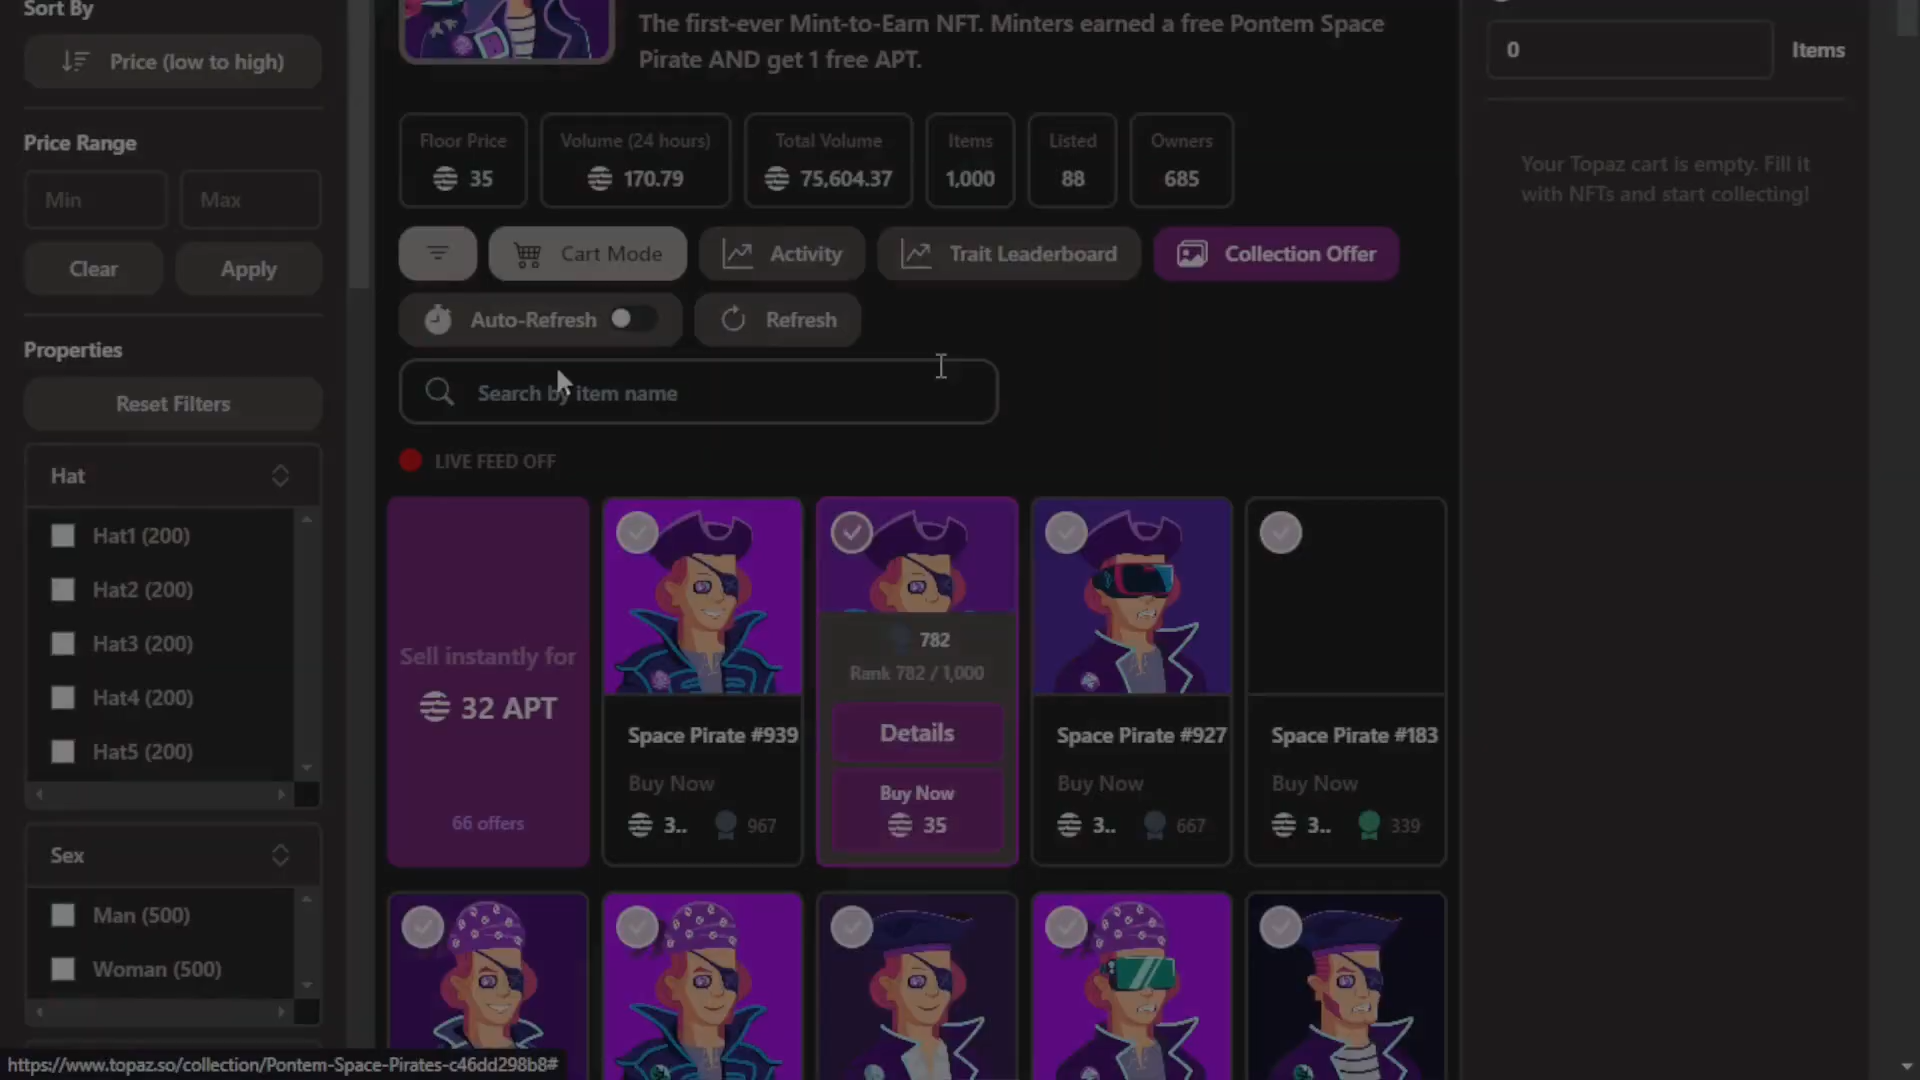 Sort By
Price (low to high)
Price Range
Min
Max
Clear
Apply
Properties
Reset Filters
Hat
Hat1 (200)
Hat2 (200)
Hat3 (200)
Hat4 (200)
Hat5 (200)
Sex
Man (500)
Woman (500)
The first-ever Mint-to-Earn NFT. Minters earned a free Pontem Space
Pirate AND get 1 free APT.
Floor Price
35
Volume (24 hours)
170.79
Total Volume
75,604.37
Items
1,000
Listed
88
Owners
685
Cart Mode
Activity
Trait Leaderboard
Collection Offer
Auto-Refresh
Refresh
Search by item name
LIVE FEED OFF
Sell instantly for
32 APT
66 offers
Space Pirate #939
Buy Now
3..
967
782
Rank 782 / 1,000
Details
Buy Now
35
Space Pirate #927
Buy Now
3..
667
Space Pirate #183
Buy Now
3..
339
0
Items
Your Topaz cart is empty. Fill it
with NFTs and start collecting!
https://www.topaz.so/collection/Pontem-Space-Pirates-c46dd298b8#